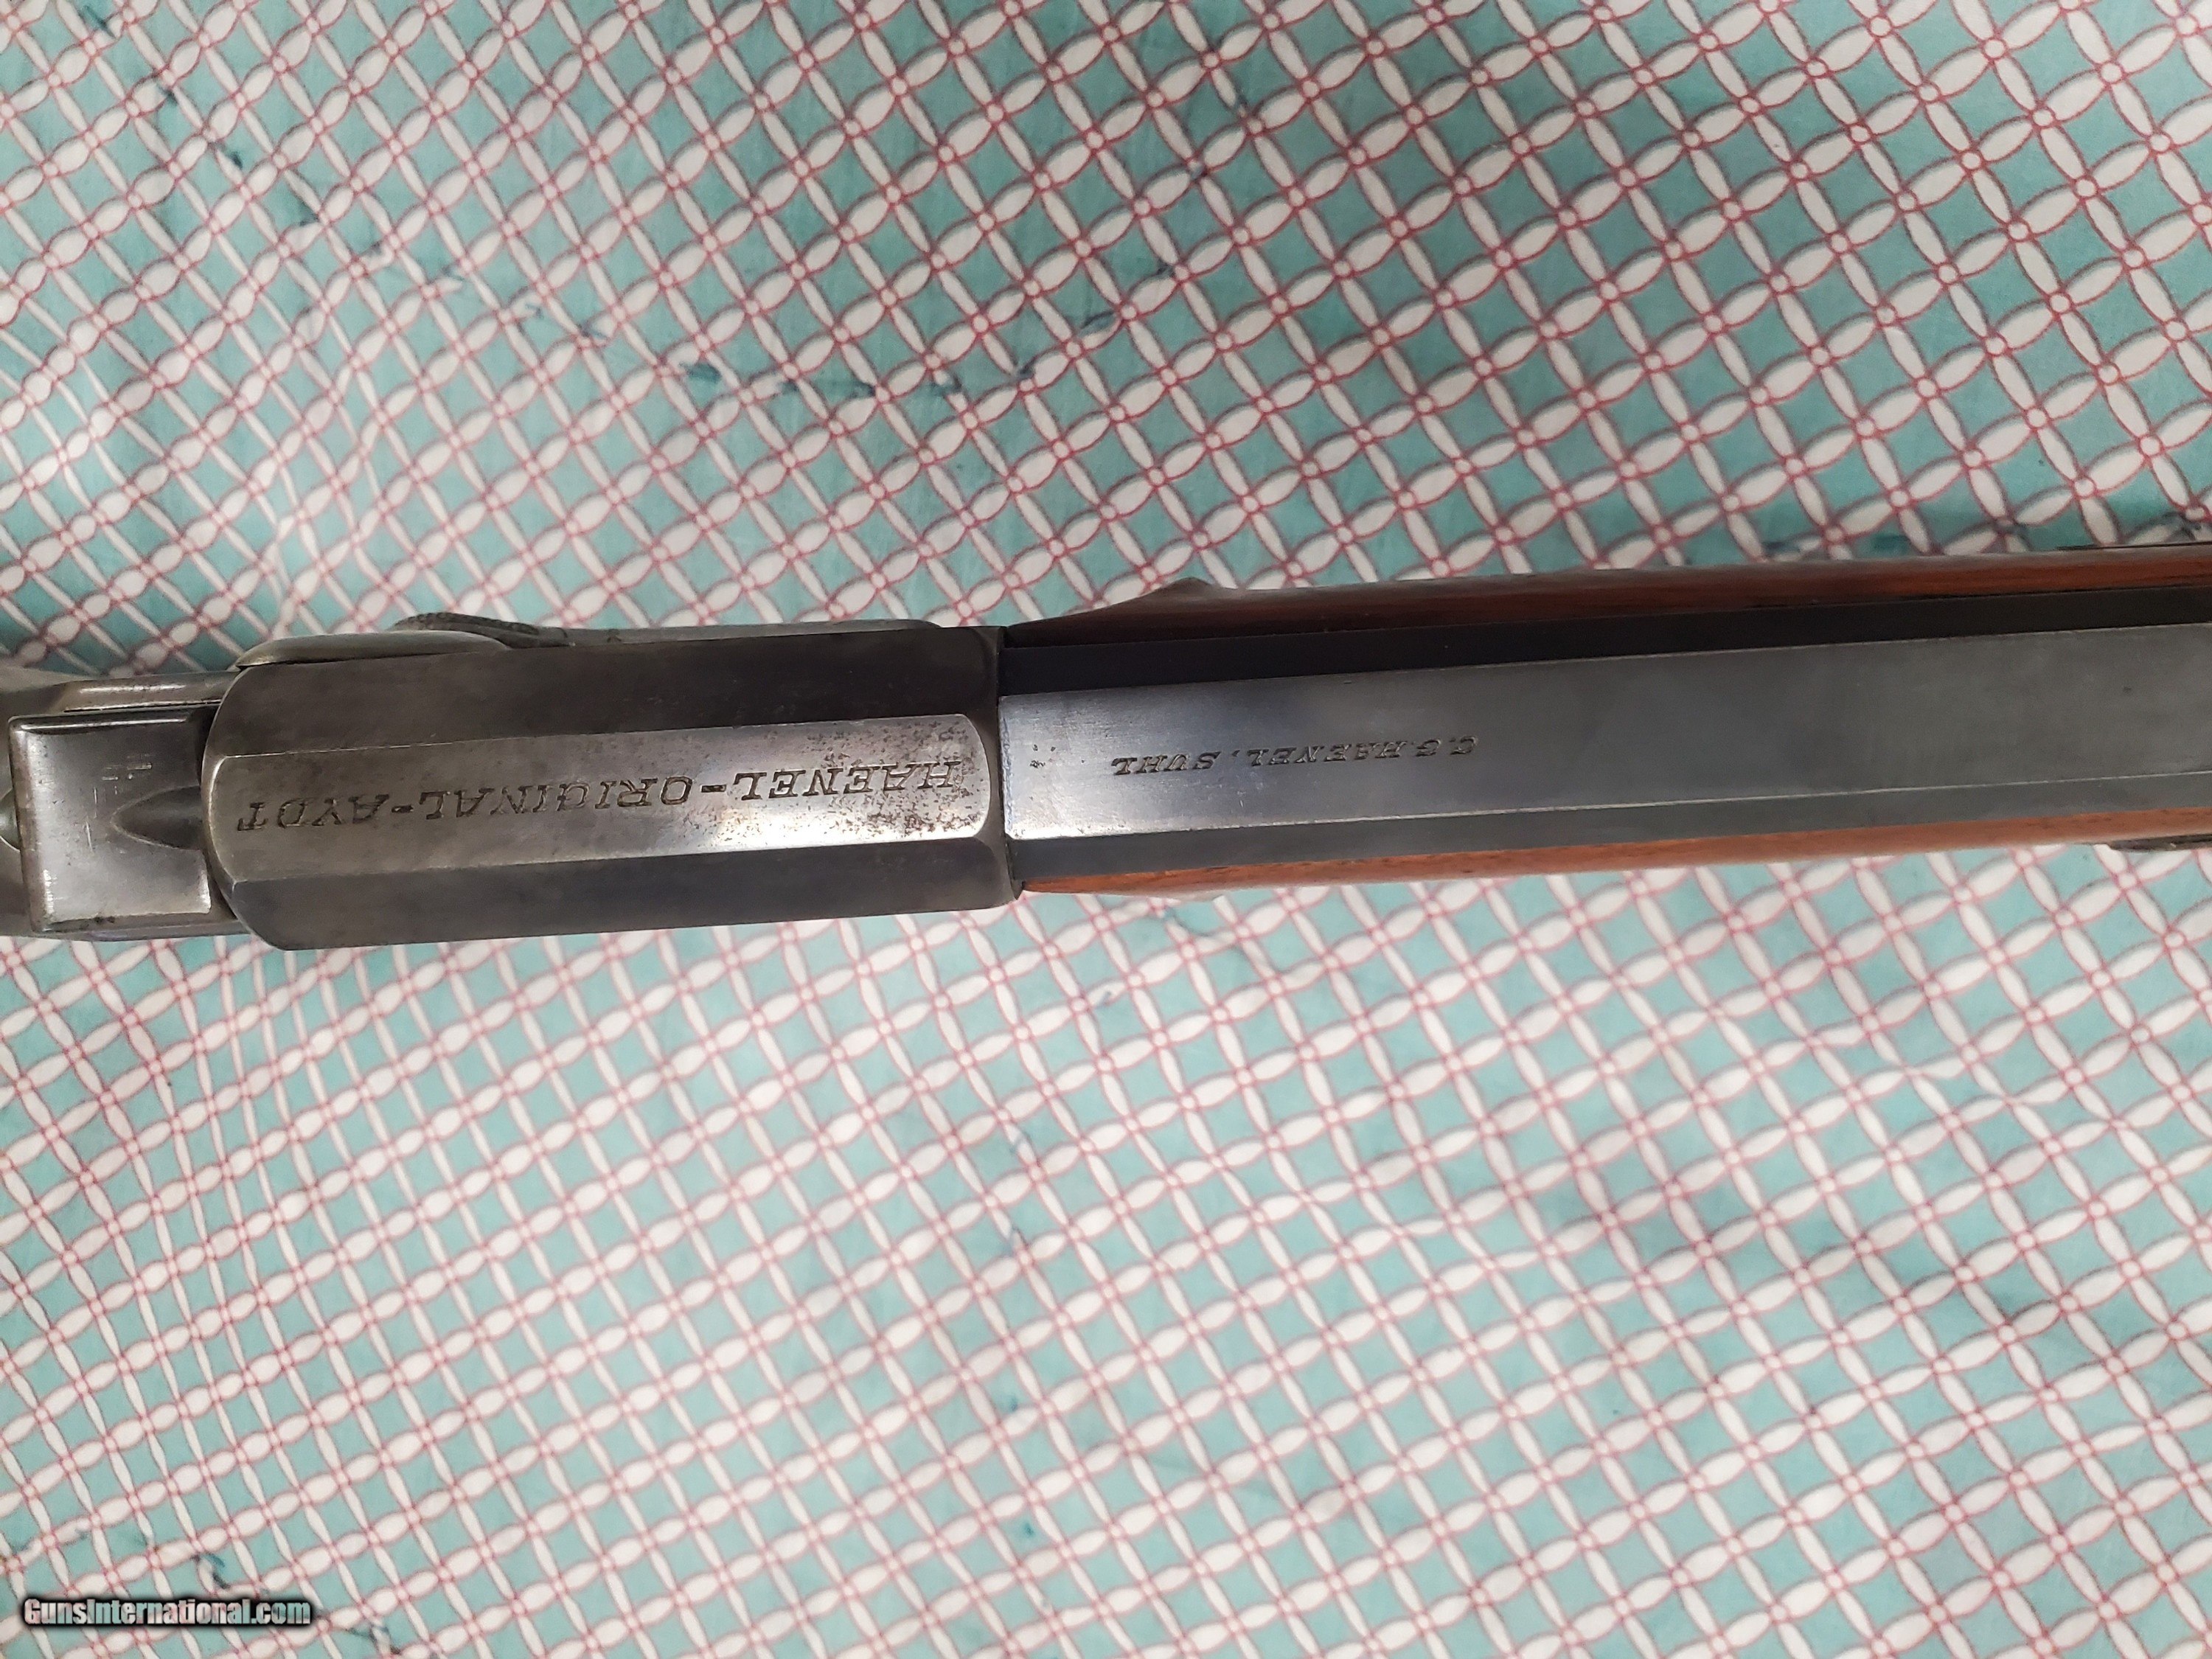 HAENEL-ORIGINAL-AYDT
C.G.HAENEL.SUHL
GunsInternational.com